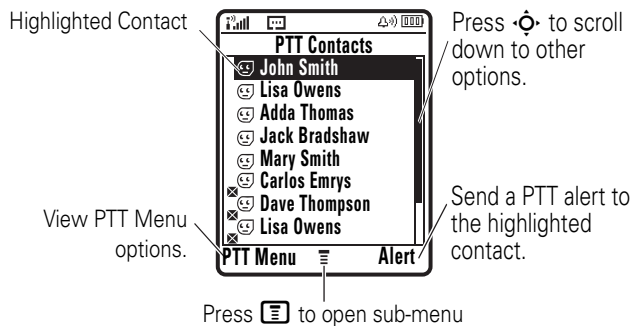 Highlighted Contact
PTT Contacts
John Smith
Lisa Owens
Adda Thomas
Jack Bradshaw
Mary Smith
Carlos Emrys
Dave Thompson
Lisa Owens
PTT Menu
Alert
Press to scroll
down to other
options.
View PTT Menu
options.
Send a PTT alert to
the highlighted
contact.
Press to open sub-menu